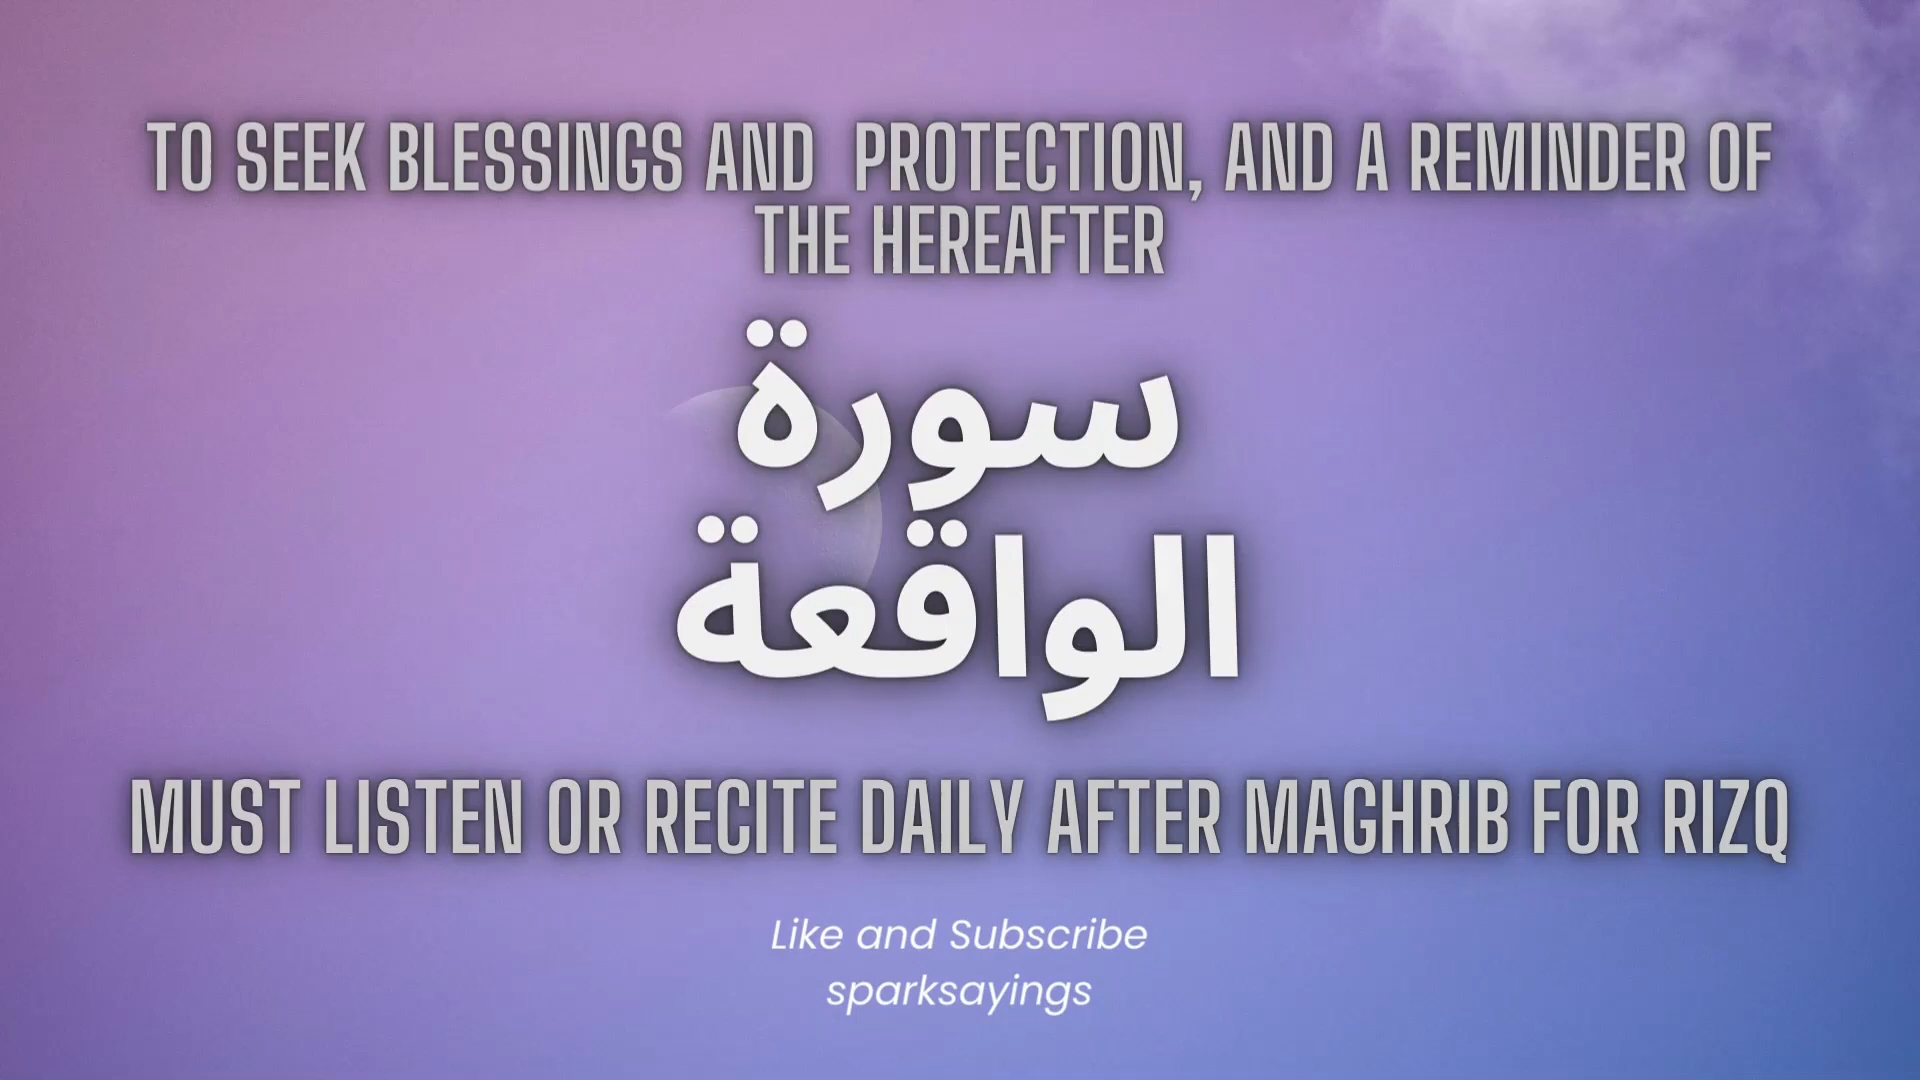 TO SEEK BLESSINGS AND PROTECTION, AND A REMINDER OF
THE HEREAFTER
سورة
الواقعة
MUST LISTEN OR RECITE DAILY AFTER MAGHRIB FOR RIZQ
Like and Subscribe
sparksayings